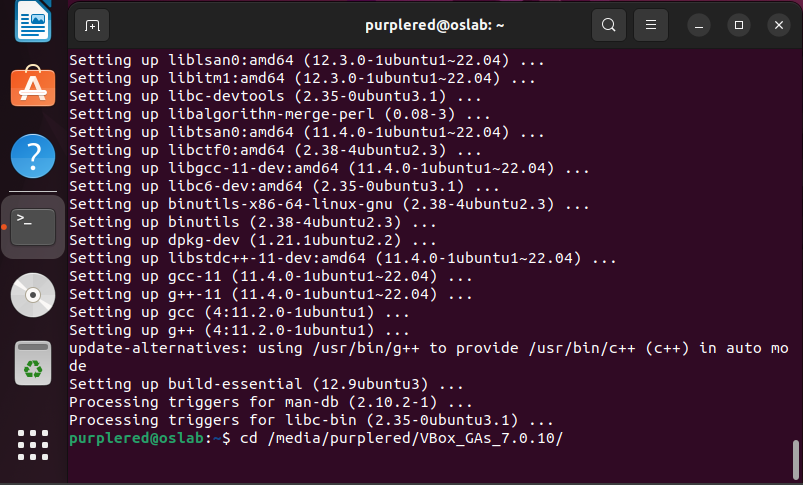 purplered@oslab: ~
Setting up liblsan0:amd64 (12.3.0-1ubuntu1~22.04) ...
Setting up libitm1:amd64 (12.3.0-1ubuntu1~22.04) ...
Setting up libc-devtools (2.35-0ubuntu3.1) ...
Setting up libalgorithm-merge-perl (0.08-3) ...
Setting up libtsan0:amd64 (11.4.0-1ubuntu1~22.04) ...
Setting up libctf0:amd64 (2.38-4ubuntu2.3) ...
Setting up libgcc-11-dev:amd64 (11.4.0-1ubuntu1~22.04) ...
Setting up libc6-dev:amd64 (2.35-0ubuntu3.1) ...
Setting up binutils-x86-64-linux-gnu (2.38-4ubuntu2.3) ...
Setting up binutils (2.38-4ubuntu2.3) ...
Setting up dpkg-dev (1.21.1ubuntu2.2) ...
Setting up libstdc++-11-dev:amd64 (11.4.0-1ubuntu1~22.04) ...
Setting up gcc-11 (11.4.0-1ubuntu1~22.04) ...
Setting up g++-11 (11.4.0-1ubuntu1~22.04) ...
Setting up gcc (4:11.2.0-1ubuntu1) ...
Setting up g++ (4:11.2.0-1ubuntu1) ...
update-alternatives: using /usr/bin/g++ to provide /usr/bin/c++ (c++) in auto mo
de
Setting up build-essential (12.9ubuntu3) ...
Processing triggers for man-db (2.10.2-1) ...
Processing triggers for libc-bin (2.35-0ubuntu3.1) ...
purplered@oslab:~$ cd /media/purplered/VBox_GAs_7.0.10/